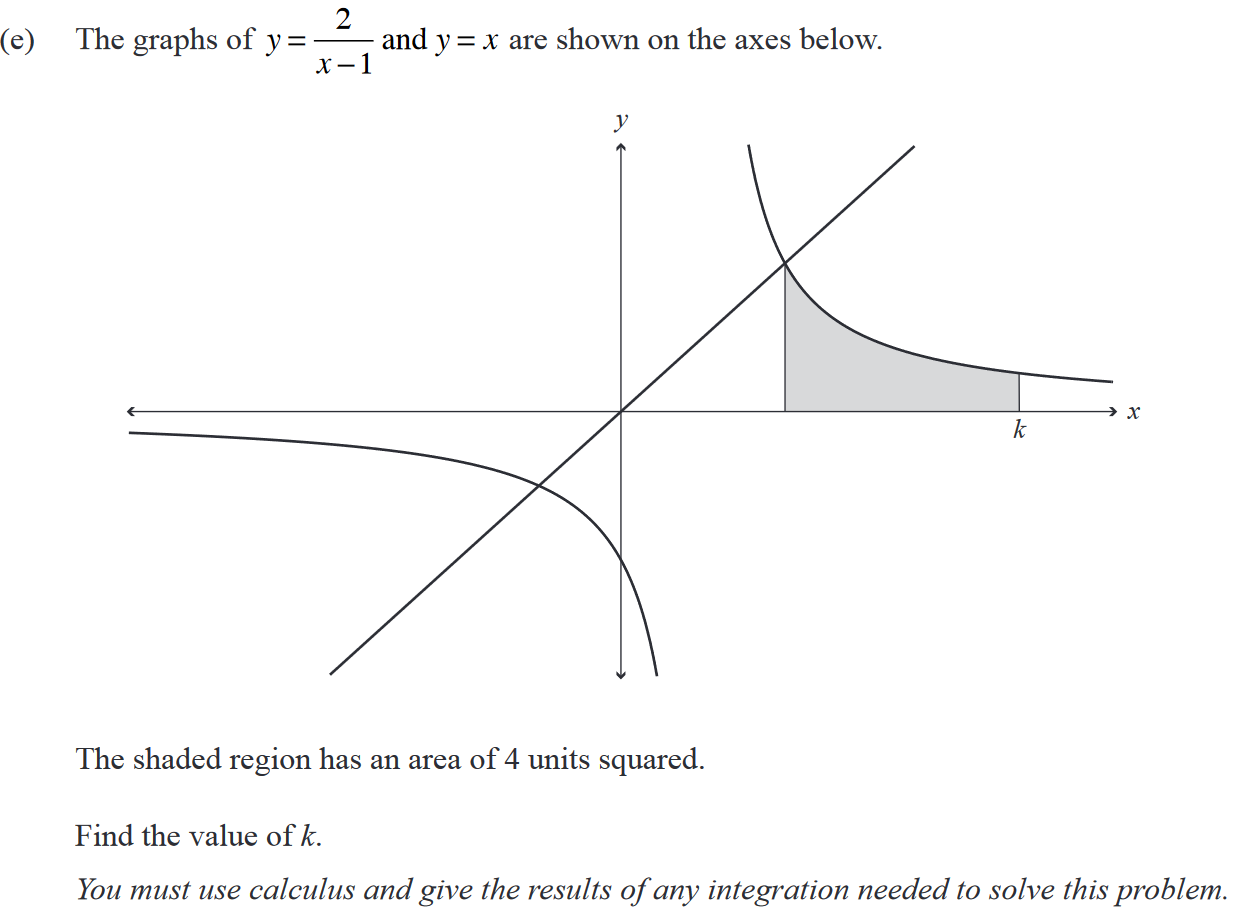 (e) The graphs of y = 2/(x – 1) and y = x are shown on the axes below.
y
x
k
The shaded region has an area of 4 units squared.
Find the value of k.
You must use calculus and give the results of any integration needed to solve this problem.